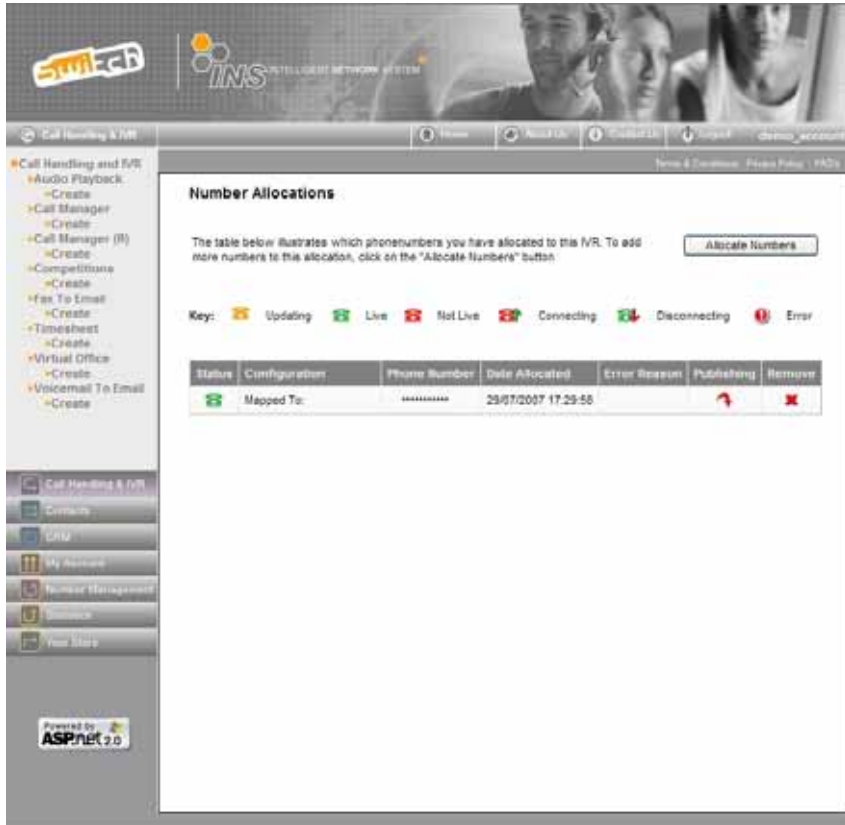 switch
INS INTELLIGENT NETWORK SYSTEM
Call Handling & IVR
Home
About Us
Contact Us
Logout
demo_account
Terms & Conditions Privacy Policy FAQ's
Call Handling and IVR
Audio Playback
Create
Call Manager
Create
Call Manager (R)
Create
Competitions
Create
Fax To Email
Create
Timesheet
Create
Virtual Office
Create
Voicemail To Email
Create
Number Allocations
The table below illustrates which phonenumbers you have allocated to this IVR. To add
more numbers to this allocation, click on the "Allocate Numbers" button
Allocate Numbers
Key: Updating Live Not Live Connecting Disconnecting Error
Status Configuration Phone Number Date Allocated Error Reason Publishing Remove
Mapped To: *********** 29/07/2007 17:29:58
Call Handling & IVR
Contacts
CRM
My Account
Number Management
Statistics
Your Store
Powered by
ASP.net 2.0